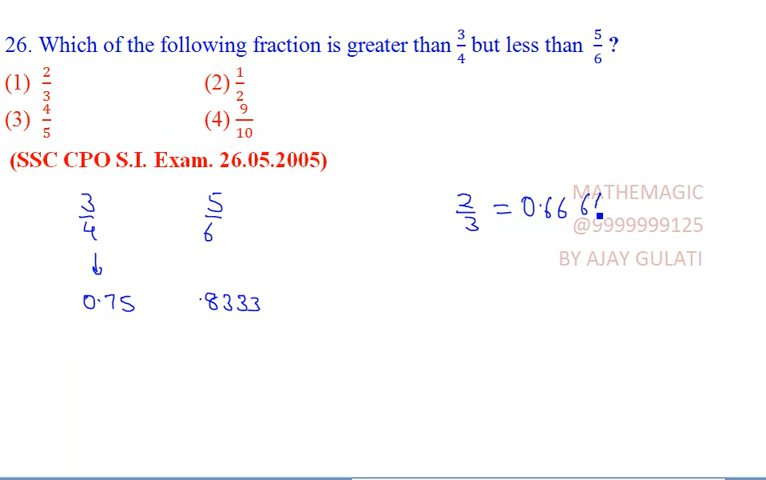 26. Which of the following fraction is greater than 3/4 but less than 5/6 ?
(1) 2/3 (2) 1/2
(3) 4/5 (4) 9/10
(SSC CPO S.I. Exam. 26.05.2005)
3/4 5/6 2/3 = 0.666
↓
0.75 .8333
MATHEMAGIC
@9999999125
BY AJAY GULATI